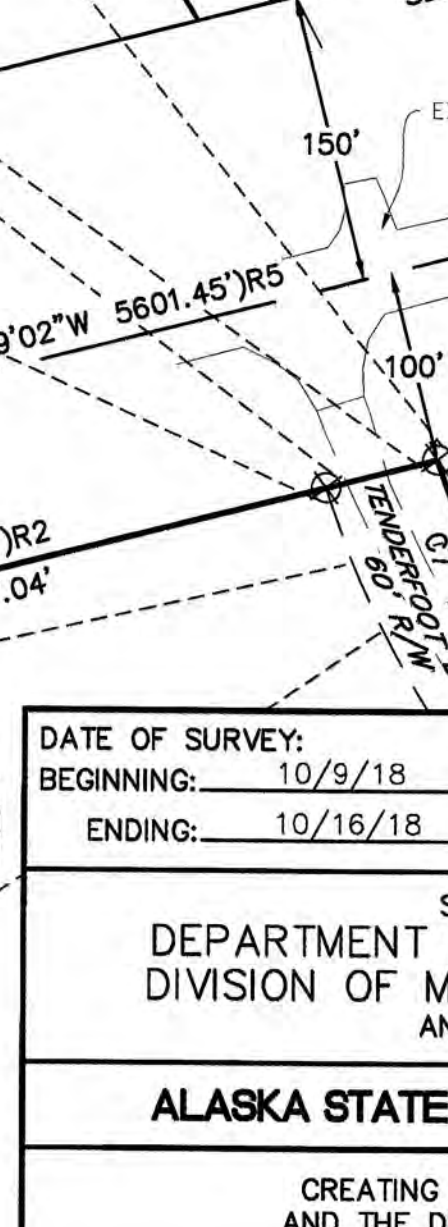 150'
E
9'02"W 5601.45')R5
100'
)R2
.04'
TENDERFOOT
60' R/W
DATE OF SURVEY:
BEGINNING: 10/9/18
ENDING: 10/16/18
S
DEPARTMENT
DIVISION OF M
AN
ALASKA STATE
CREATING
AND THE D